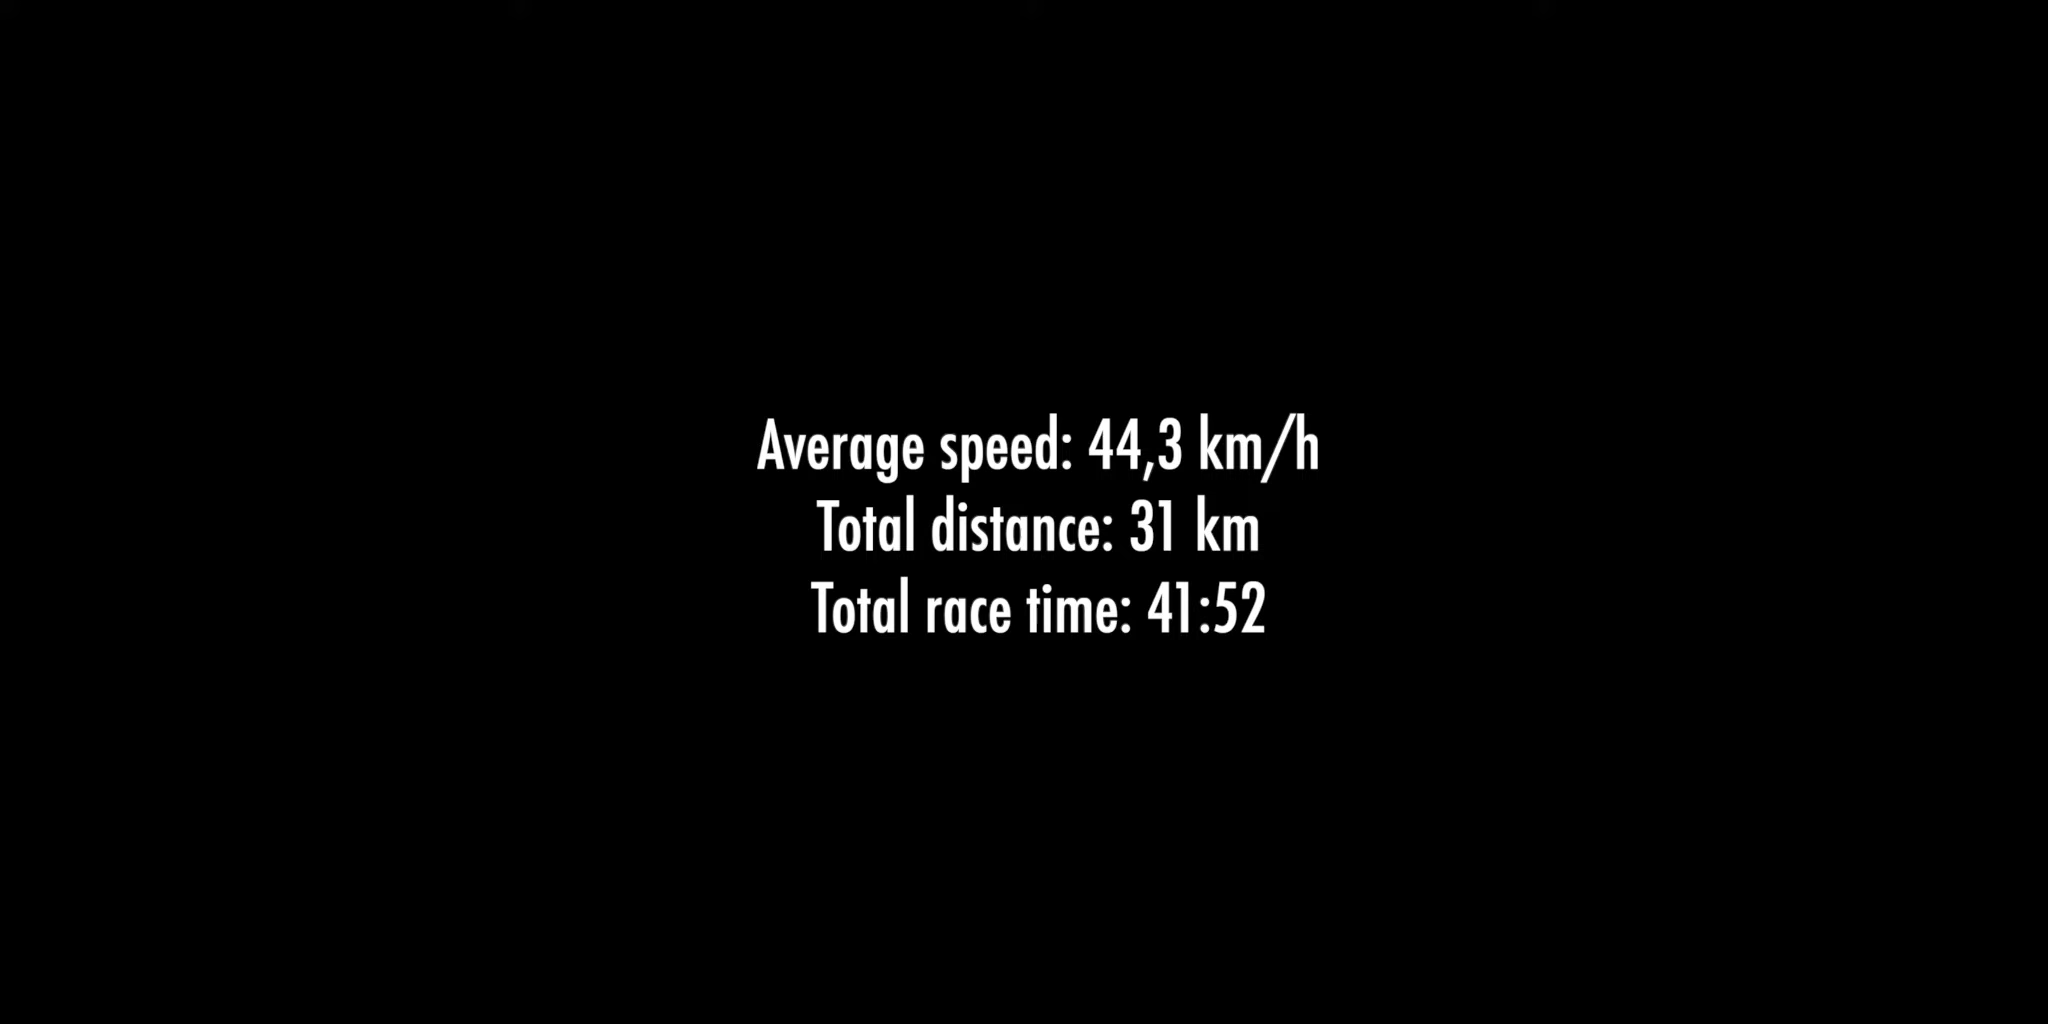 Average speed: 44,3 km/h
Total distance: 31 km
Total race time: 41:52